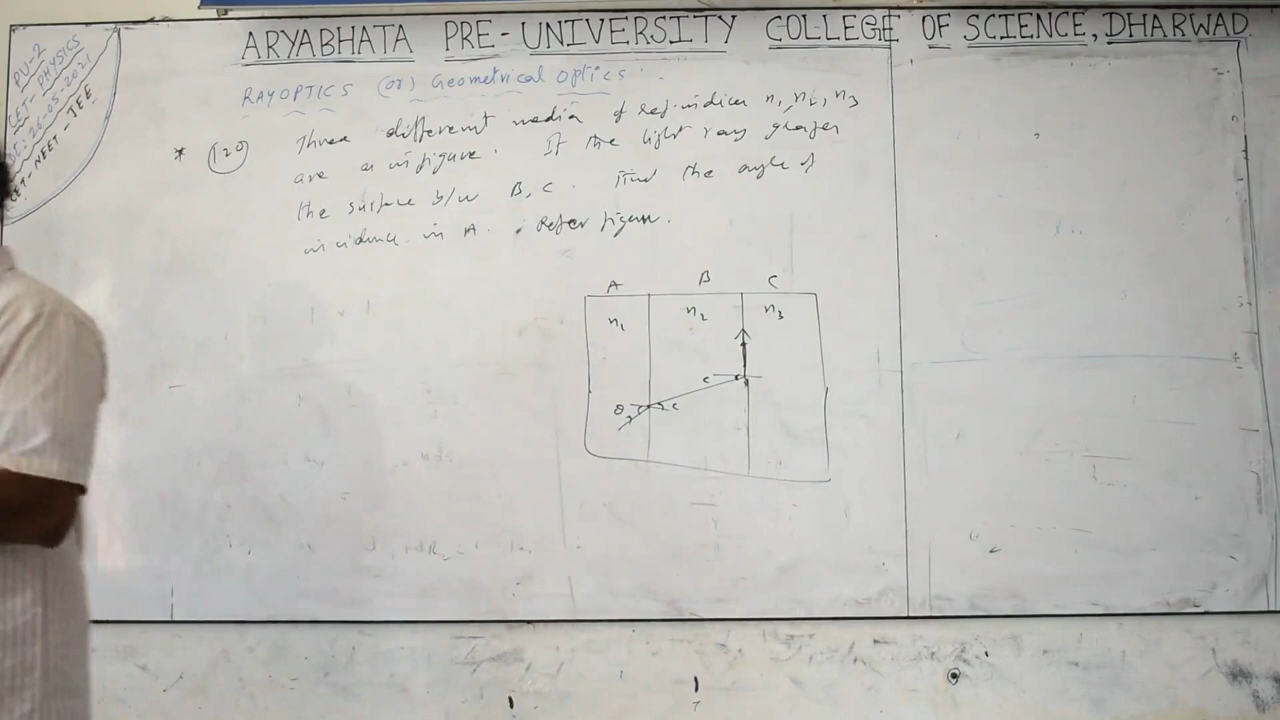 ARYABHATA PRE-UNIVERSITY COLLEGE OF SCIENCE, DHARWAD
PU-2
CET-PHYSICS
DT: 26-05-2021
CET-NEET-JEE
RAY OPTICS (or) Geometrical Optics.
* (120) Three different media of ref. indices n1, n2, n3
are as in figure. If the light ray grazes
the surface b/w B, C. Find the angle of
incidence in A. Refer figure.
A B C
n1 n2 n3
c
θ c